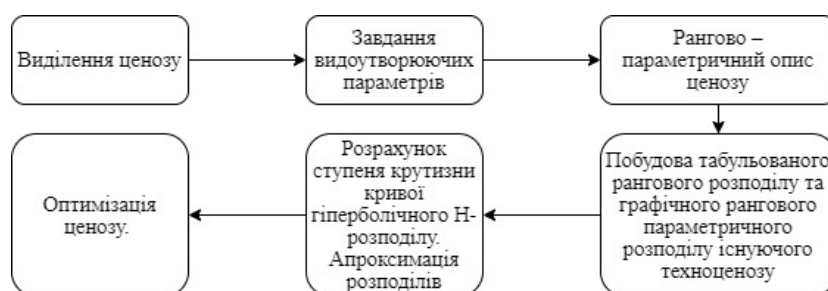 Виділення ценозу
Завдання
видоутворюючих
параметрів
Рангово –
параметричний опис
ценозу
Побудова табульованого
рангового розподілу та
графічного рангового
параметричного
розподілу існуючого
техноценозу
Розрахунок
ступеня крутизни
кривої
гіперболічного Н-
розподілу.
Апроксимація
розподілів
Оптимізація
ценозу.